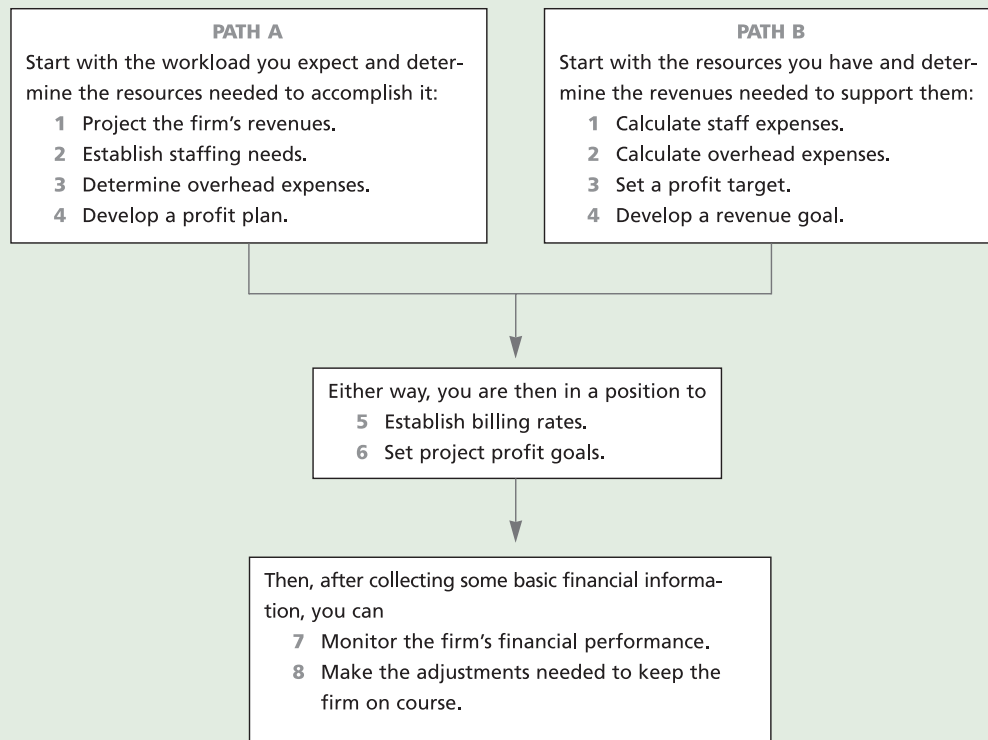 PATH A
Start with the workload you expect and deter-
mine the resources needed to accomplish it:
1 Project the firm's revenues.
2 Establish staffing needs.
3 Determine overhead expenses.
4 Develop a profit plan.
PATH B
Start with the resources you have and deter-
mine the revenues needed to support them:
1 Calculate staff expenses.
2 Calculate overhead expenses.
3 Set a profit target.
4 Develop a revenue goal.
Either way, you are then in a position to
5 Establish billing rates.
6 Set project profit goals.
Then, after collecting some basic financial informa-
tion, you can
7 Monitor the firm's financial performance.
8 Make the adjustments needed to keep the
firm on course.